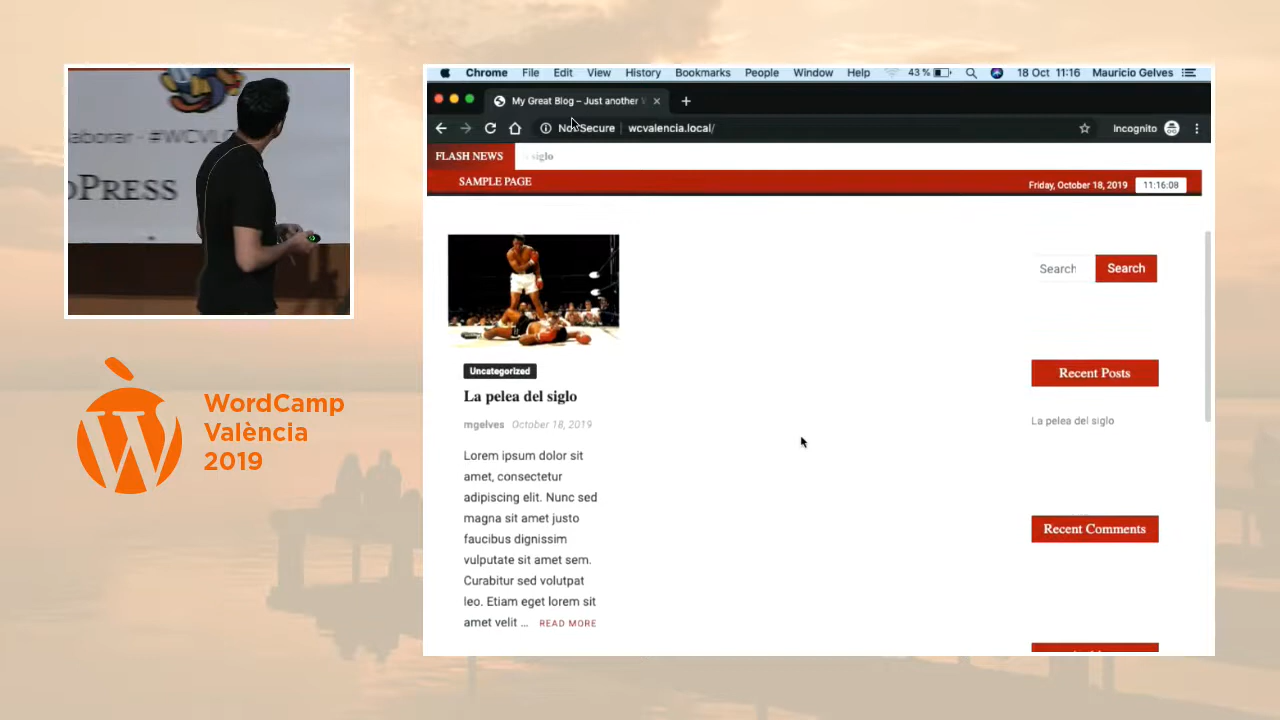 laborar - #WCVLC
PRESS
WordCamp
València
2019
Chrome File Edit View History Bookmarks People Window Help 43 % 18 Oct 11:16 Mauricio Gelves
My Great Blog – Just another
Not Secure wcvalencia.local/ Incognito
FLASH NEWS siglo
SAMPLE PAGE Friday, October 18, 2019 11:16:08
Search Search
Uncategorized
Recent Posts
La pelea del siglo
mgelves October 18, 2019
La pelea del siglo
Lorem ipsum dolor sit
amet, consectetur
adipiscing elit. Nunc sed
magna sit amet justo
faucibus dignissim
vulputate sit amet sem.
Curabitur sed volutpat
leo. Etiam eget lorem sit
amet velit ... READ MORE
Recent Comments